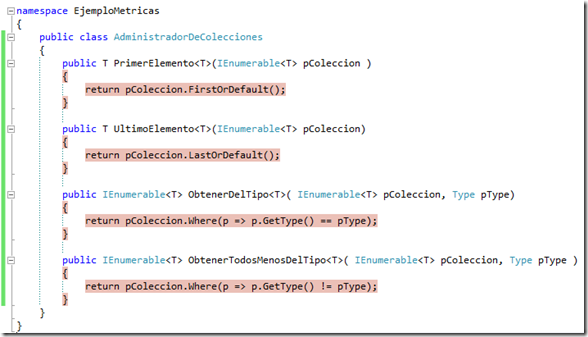 namespace EjemploMetricas
{
    public class AdministradorDeColecciones
    {
        public T PrimerElemento<T>(IEnumerable<T> pColeccion )
        {
            return pColeccion.FirstOrDefault();
        }

        public T UltimoElemento<T>(IEnumerable<T> pColeccion)
        {
            return pColeccion.LastOrDefault();
        }

        public IEnumerable<T> ObtenerDelTipo<T>( IEnumerable<T> pColeccion, Type pType)
        {
            return pColeccion.Where(p => p.GetType() == pType);
        }

        public IEnumerable<T> ObtenerTodosMenosDelTipo<T>( IEnumerable<T> pColeccion, Type pType )
        {
            return pColeccion.Where(p => p.GetType() != pType);
        }
    }
}